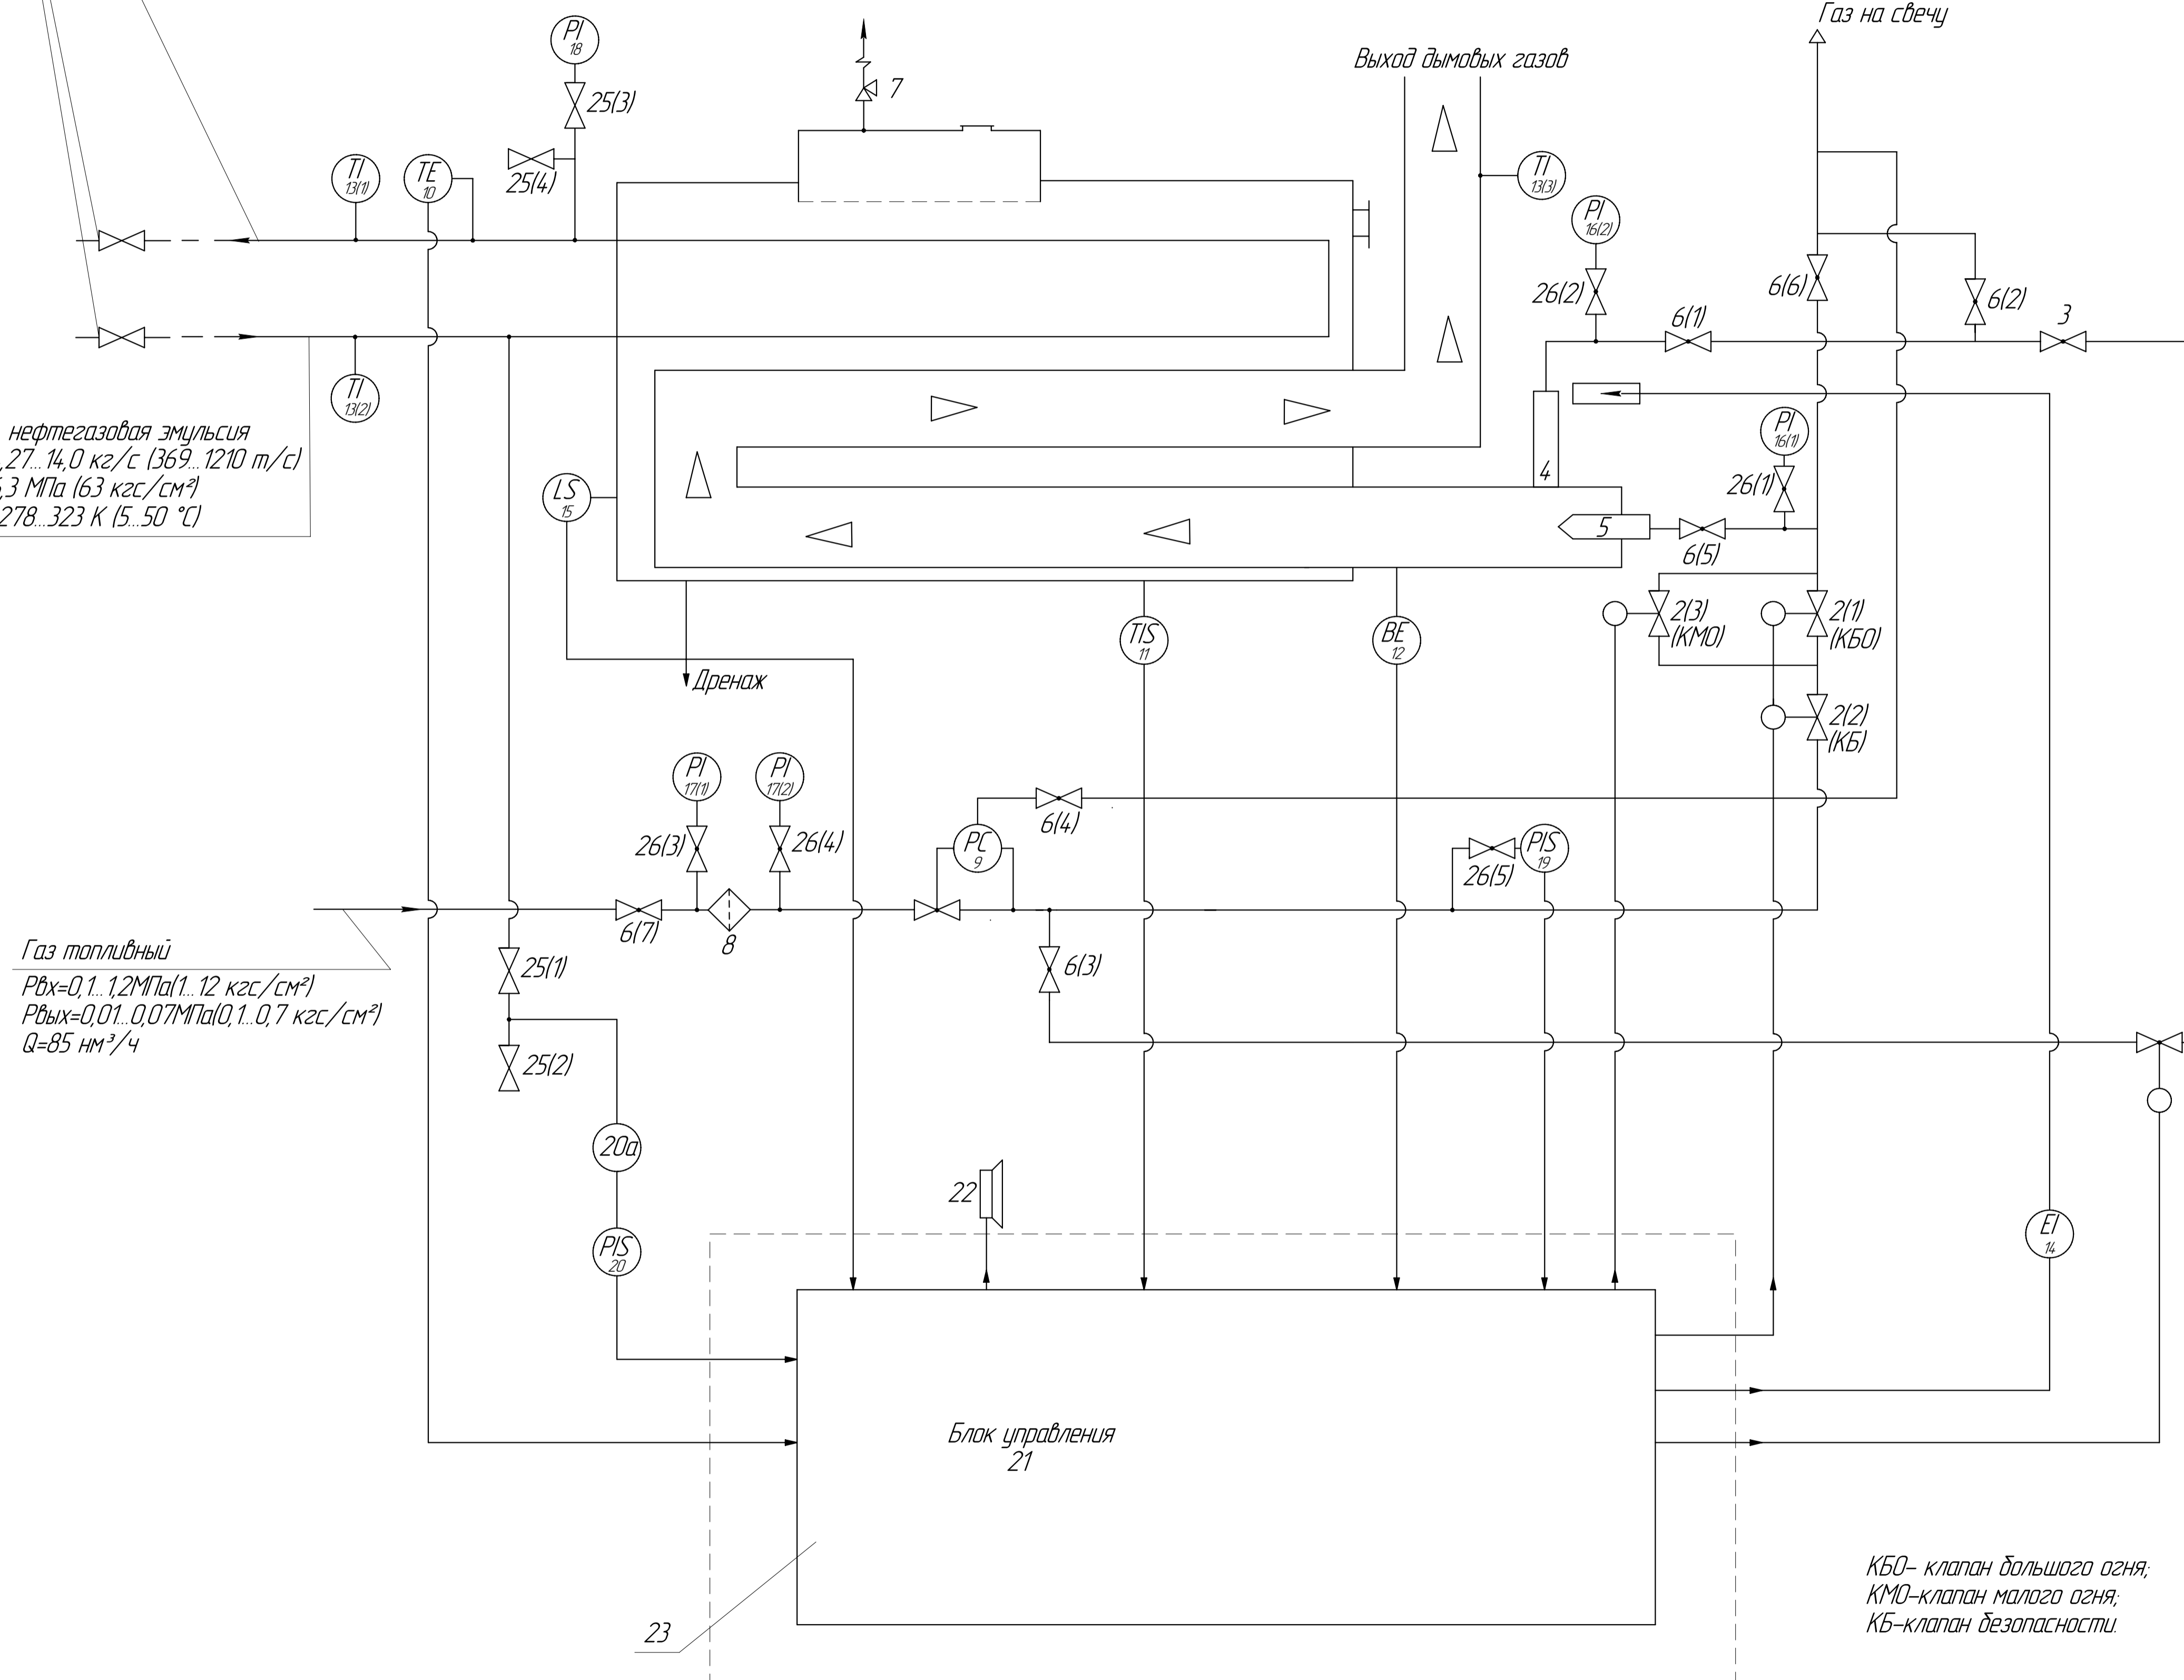 Газ на свечу
PI
18
7
Выход дымовых газов
25(3)
TI
13(1)
TE
10
25(4)
TI
13(3)
PI
16(2)
26(2)
6(1)
6(6)
6(2)
3
TI
13(2)
нефтегазовая эмульсия
,27...14,0 кг/с (369...1210 т/с)
,3 МПа (63 кгс/см²)
278...323 К (5...50 °С)
LS
15
4
PI
16(1)
26(1)
5
6(5)
2(3)
(КМО)
2(1)
(КБО)
TIS
11
BE
12
Дренаж
2(2)
(КБ)
PI
17(1)
PI
17(2)
26(3)
26(4)
6(4)
PC
9
26(5)
PIS
19
6(7)
8
6(3)
Газ топливный
Рвх=0,1...1,2МПа(1...12 кгс/см²)
Рвых=0,01...0,07МПа(0,1...0,7 кгс/см²)
Q=85 нм³/ч
25(1)
25(2)
20а
22
PIS
20
EI
14
Блок управления
21
23
КБО- клапан большого огня;
КМО-клапан малого огня;
КБ-клапан безопасности.